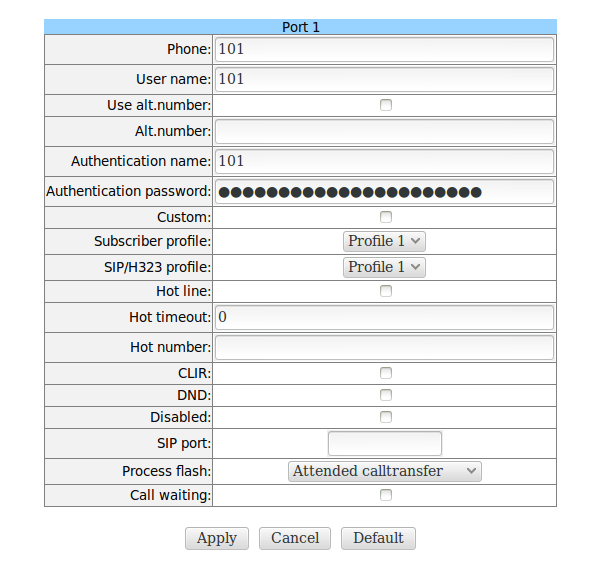 Port 1
Phone: 101
User name: 101
Use alt.number:
Alt.number:
Authentication name: 101
Authentication password: ●●●●●●●●●●●●●●●●●●●●●●
Custom:
Subscriber profile: Profile 1
SIP/H323 profile: Profile 1
Hot line:
Hot timeout: 0
Hot number:
CLIR:
DND:
Disabled:
SIP port:
Process flash: Attended calltransfer
Call waiting:
Apply Cancel Default